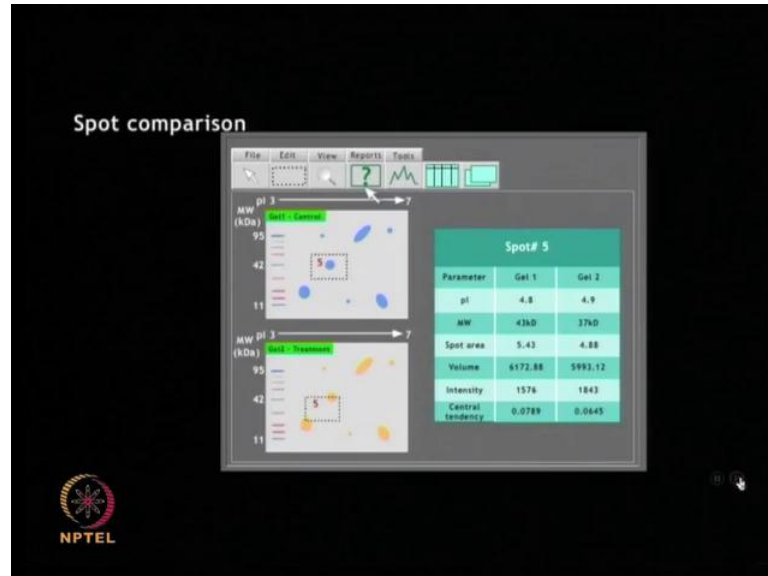 Spot comparison
File Edit View Reports Tools
?
pI 3 7
MW
(kDa)
Gel1 - Control
95
42
11
5
MW pI 3 7
(kDa)
Gel2 - Treatment
95
42
11
5
Spot# 5
Parameter Gel 1 Gel 2
pI 4.8 4.9
MW 43kD 37kD
Spot area 5.43 4.88
Volume 6172.88 5993.12
Intensity 1576 1843
Central
tendency 0.0789 0.0645
NPTEL